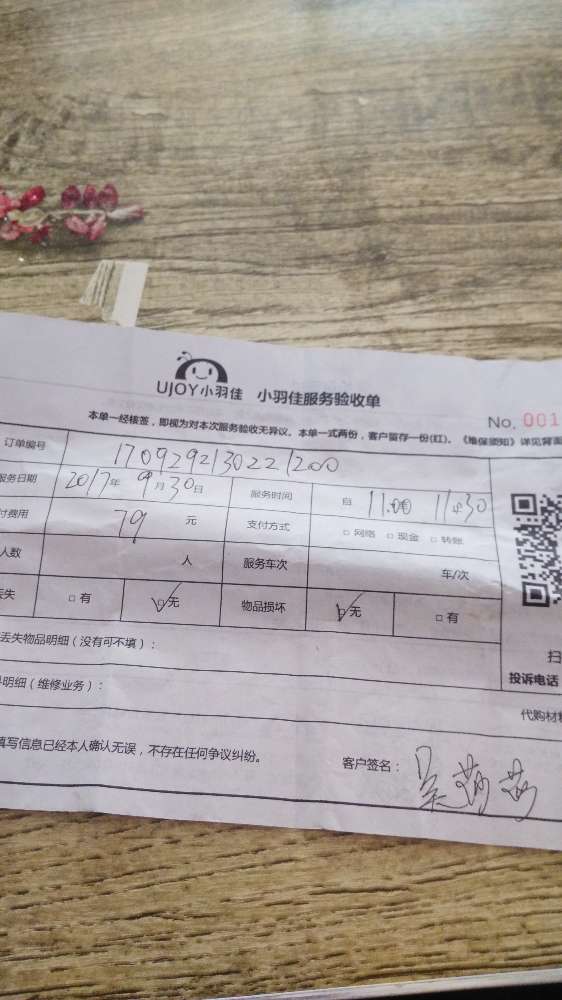 UJOY小羽佳 小羽佳服务验收单
No. 001
本单一经核签，即视为对本次服务验收无异议。本单一式两份，客户留存一份(红)。《维保须知》详见背面
订单编号 1709292130221200
服务日期 2017年 9月30日 服务时间 自 11:00 11:30
付费用 79 元 支付方式 □ 网络 □ 现金 □ 转账
人数 人 服务车次 车/次
丢失 □ 有 ☑ 无 物品损坏 ☑ 无 □ 有
丢失物品明细（没有可不填）：
扫
明细（维修业务）：
投诉电话
代购材料
填写信息已经本人确认无误，不存在任何争议纠纷。
客户签名：